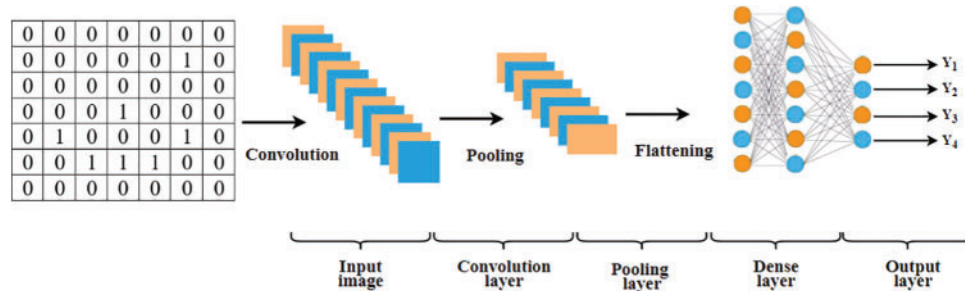 0 0 0 0 0 0 0
0 0 0 0 0 1 0
0 0 0 0 0 0 0
0 0 0 1 0 0 0
0 1 0 0 0 1 0
0 0 1 1 1 0 0
0 0 0 0 0 0 0
Convolution
Pooling
Flattening
Y1
Y2
Y3
Y4
Input
image
Convolution
layer
Pooling
layer
Dense
layer
Output
layer